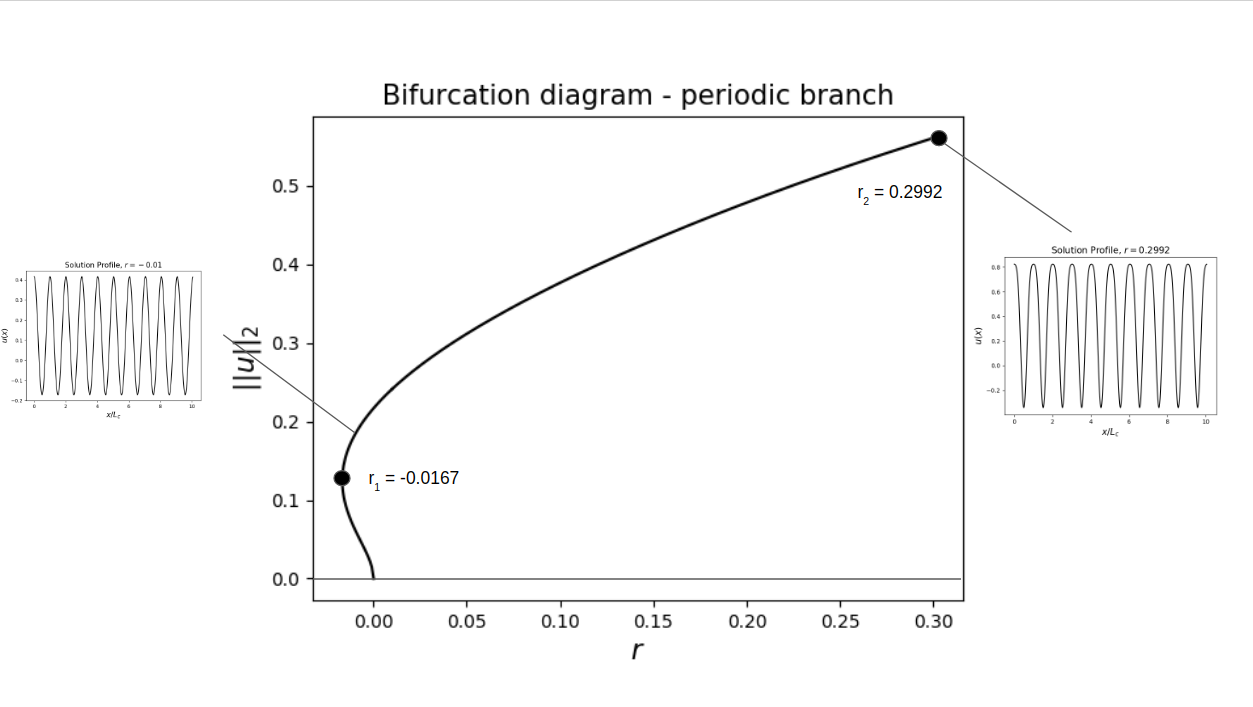 Bifurcation diagram - periodic branch
||u||₂
0.5
0.4
0.3
0.2
0.1
0.0
0.00 0.05 0.10 0.15 0.20 0.25 0.30
r
r₁ = -0.0167
r₂ = 0.2992
Solution Profile, r = − 0.01
u(x)
0.4
0.3
0.2
0.1
0.0
−0.1
−0.2
0 2 4 6 8 10
x/L_c
Solution Profile, r = 0.2992
u(x)
0.8
0.6
0.4
0.2
0.0
−0.2
0 2 4 6 8 10
x/L_c